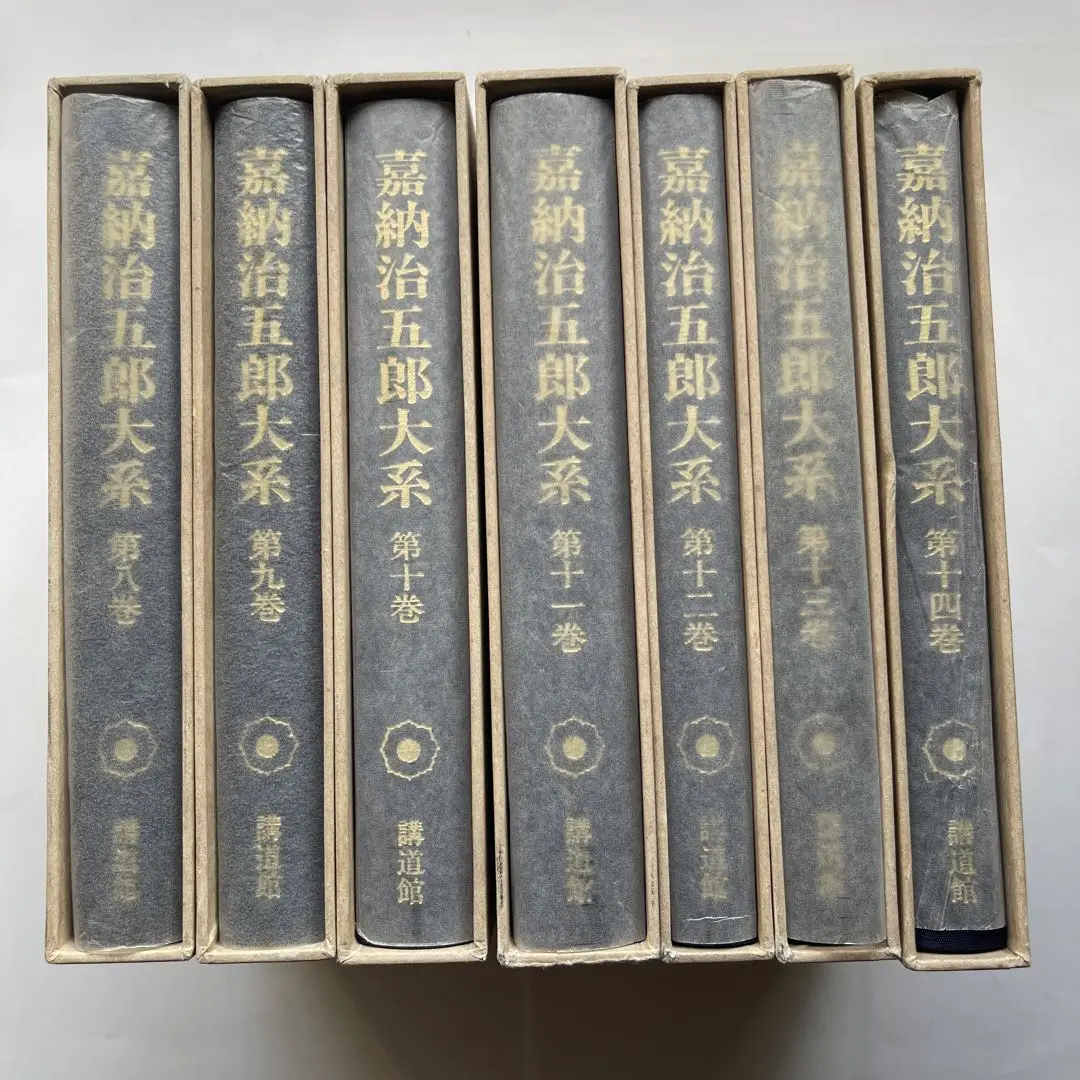 嘉納治五郎大系 第八巻 講道館
嘉納治五郎大系 第九巻 講道館
嘉納治五郎大系 第十巻 講道館
嘉納治五郎大系 第十一巻 講道館
嘉納治五郎大系 第十二巻 講道館
嘉納治五郎大系 第十三巻 講道館
嘉納治五郎大系 第十四巻 講道館